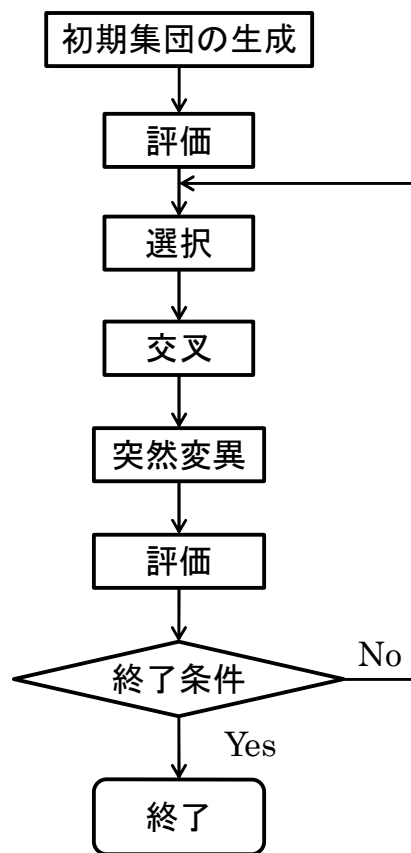 初期集団の生成
評価
選択
交叉
突然変異
評価
終了条件
No
Yes
終了